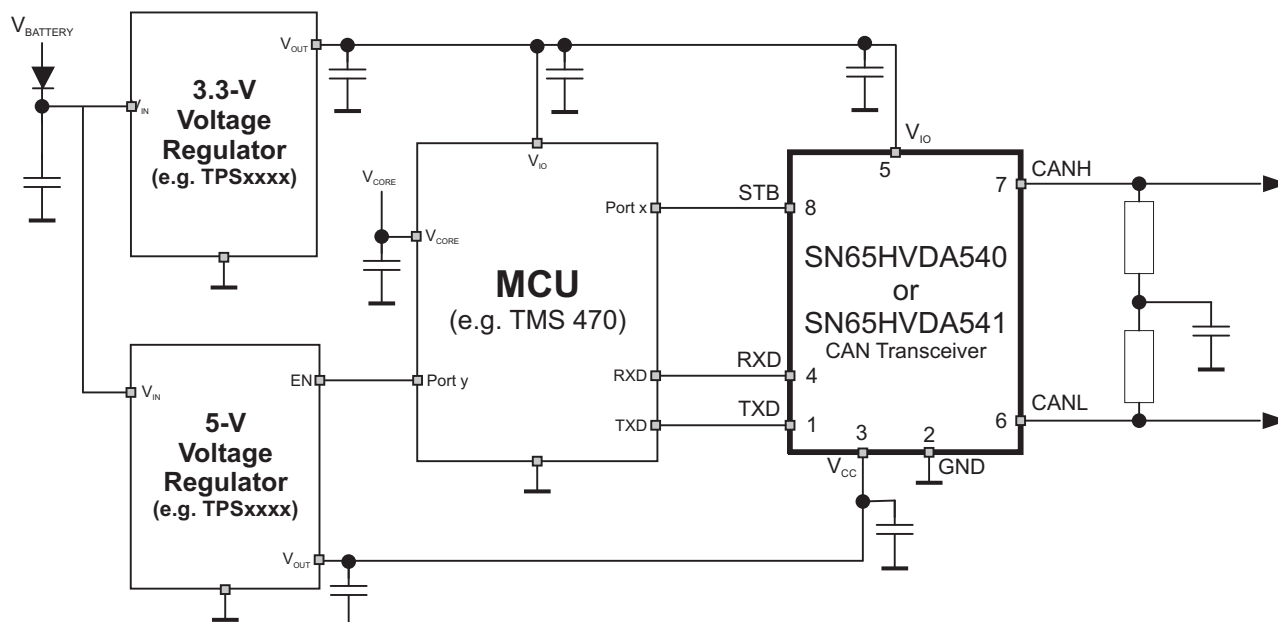 VBATTERY
VOUT
3.3-V
Voltage
Regulator
(e.g. TPSxxxx)
VIN
VIO
VIO
5
7
CANH
VCORE
VCORE
Port x
STB
8
MCU
(e.g. TMS 470)
SN65HVDA540
or
SN65HVDA541
CAN Transceiver
RXD
RXD
4
TXD
TXD
1
Port y
EN
VIN
5-V
Voltage
Regulator
(e.g. TPSxxxx)
VOUT
3
VCC
2
GND
6
CANL